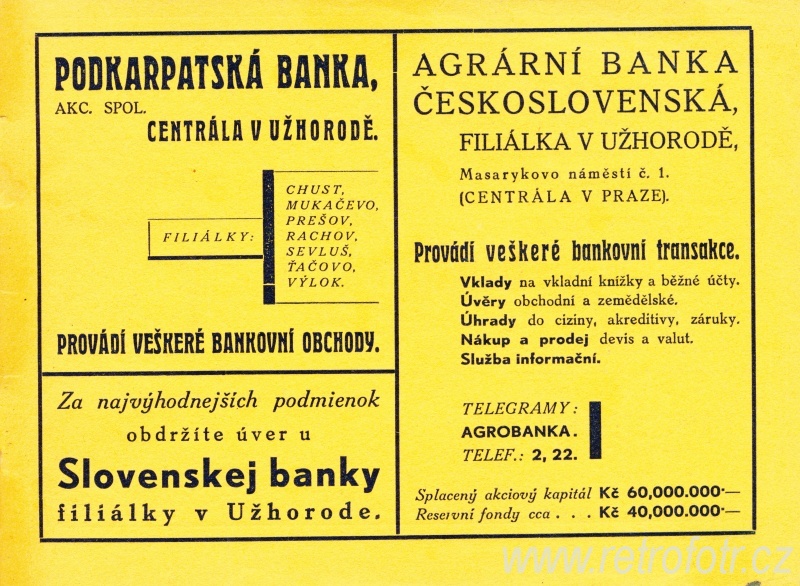 PODKARPATSKÁ BANKA,
AKC. SPOL.
CENTRÁLA V UŽHORODĚ.
FILIÁLKY:
CHUST,
MUKAČEVO,
PREŠOV,
RACHOV,
SEVLUŠ,
ŤAČOVO,
VÝLOK.
PROVÁDÍ VEŠKERÉ BANKOVNÍ OBCHODY.
Za najvýhodnejších podmienok
obdržíte úver u
Slovenskej banky
filiálky v Užhorode.
AGRÁRNÍ BANKA
ČESKOSLOVENSKÁ,
FILIÁLKA V UŽHORODĚ,
Masarykovo náměstí č. 1.
(CENTRÁLA V PRAZE).
Provádí veškeré bankovní transakce.
Vklady na vkladní knížky a běžné účty.
Úvěry obchodní a zemědělské.
Úhrady do ciziny, akreditivy, záruky.
Nákup a prodej devis a valut.
Služba informační.
TELEGRAMY:
AGROBANKA.
TELEF.: 2, 22.
Splacený akciový kapitál Kč 60,000.000·—
Reservní fondy cca . . . Kč 40,000.000·—
www.retrofotr.cz